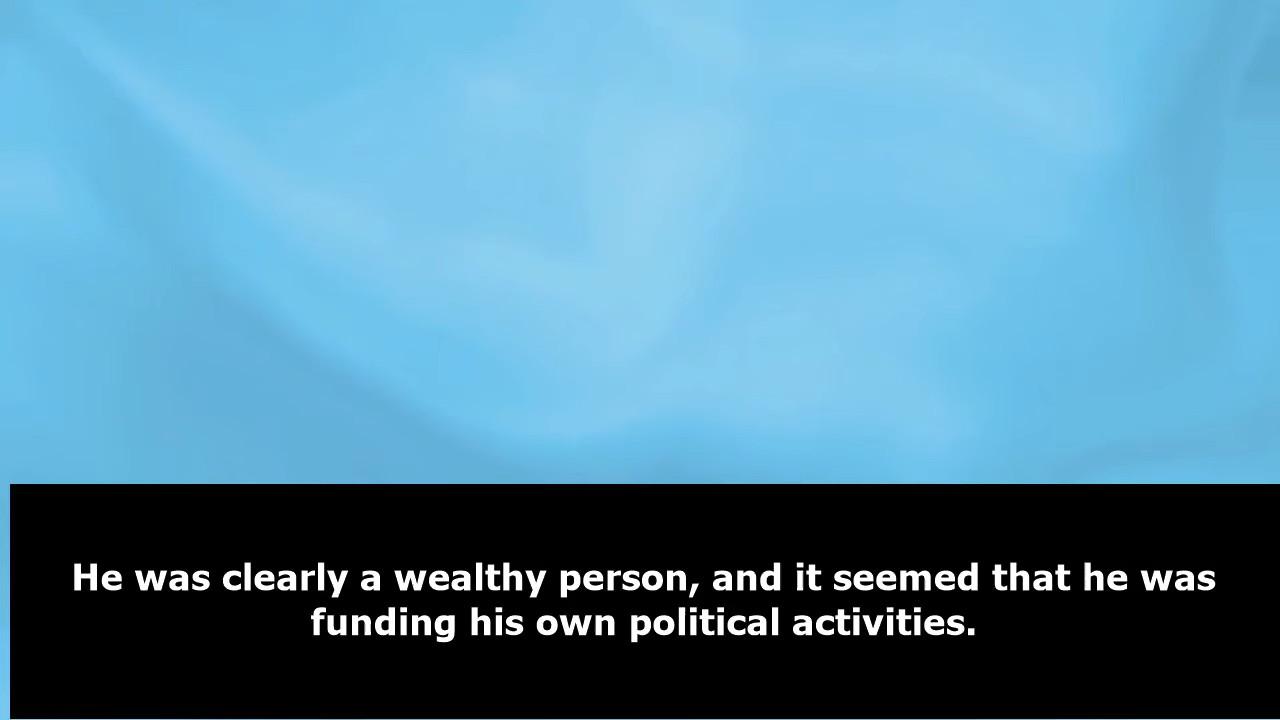 He was clearly a wealthy person, and it seemed that he was
funding his own political activities.